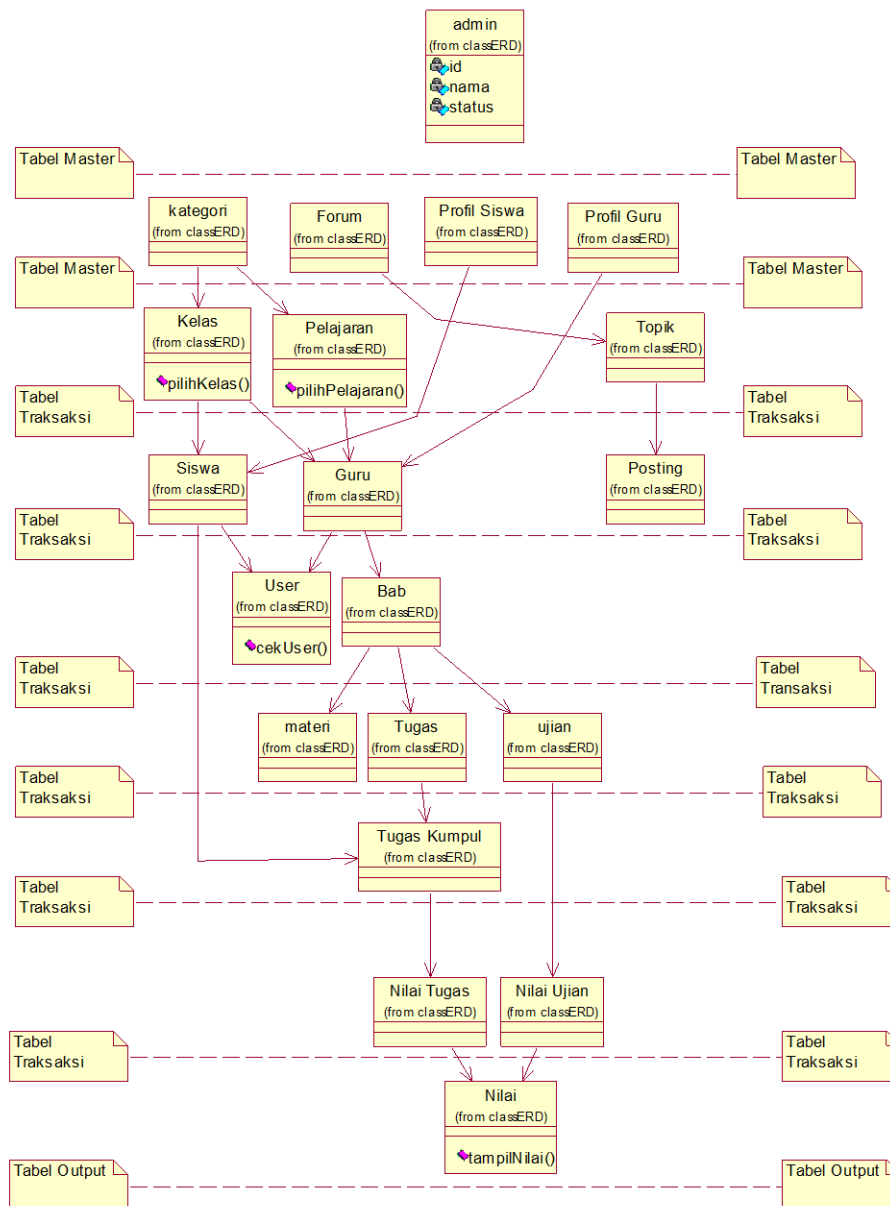 admin
(from classERD)
id
nama
status
Tabel Master
Tabel Master
kategori
(from classERD)
Forum
(from classERD)
Profil Siswa
(from classERD)
Profil Guru
(from classERD)
Tabel Master
Tabel Master
Kelas
(from classERD)
pilihKelas()
Pelajaran
(from classERD)
pilihPelajaran()
Topik
(from classERD)
Tabel
Traksaksi
Tabel
Traksaksi
Siswa
(from classERD)
Guru
(from classERD)
Posting
(from classERD)
Tabel
Traksaksi
Tabel
Traksaksi
User
(from classERD)
cekUser()
Bab
(from classERD)
Tabel
Traksaksi
Tabel
Transaksi
materi
(from classERD)
Tugas
(from classERD)
ujian
(from classERD)
Tabel
Traksaksi
Tabel
Traksaksi
Tugas Kumpul
(from classERD)
Tabel
Traksaksi
Tabel
Traksaksi
Nilai Tugas
(from classERD)
Nilai Ujian
(from classERD)
Tabel
Traksaksi
Tabel
Traksaksi
Nilai
(from classERD)
tampilNilai()
Tabel Output
Tabel Output